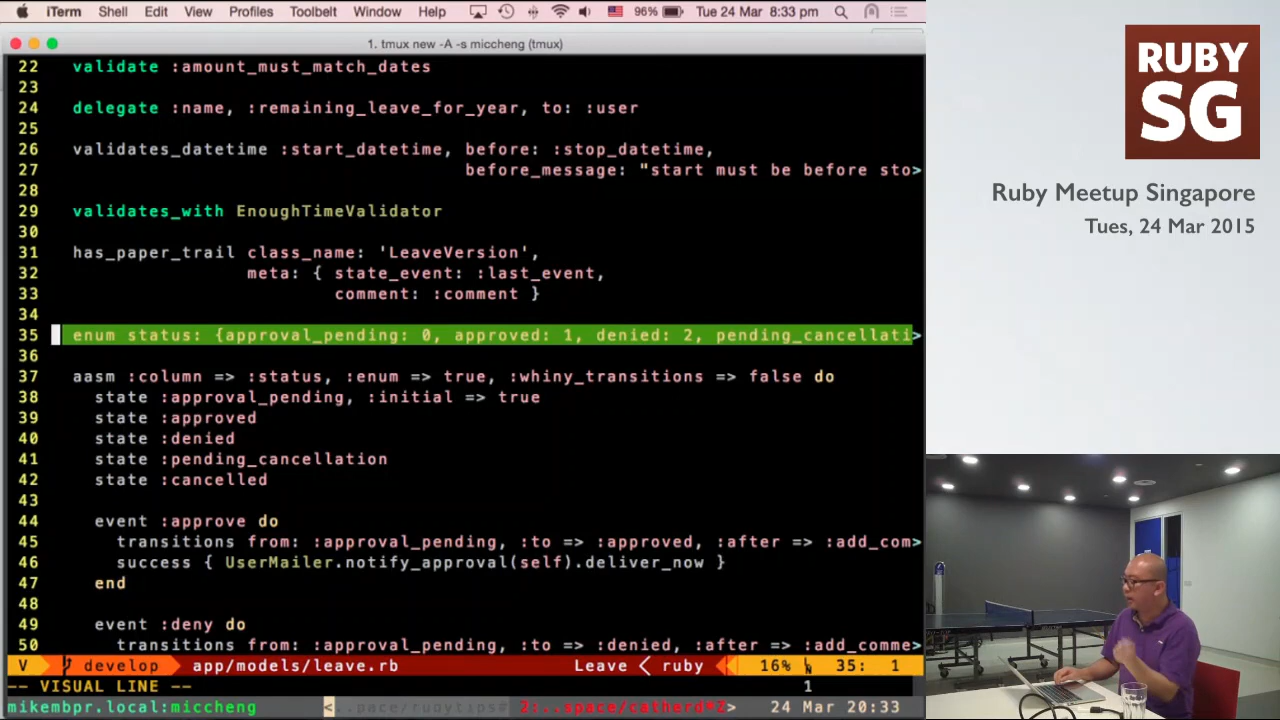 iTerm Shell Edit View Profiles Toolbelt Window Help 96% Tue 24 Mar 8:33 pm
1. tmux new -A -s miccheng (tmux)
22 validate :amount_must_match_dates
23
24 delegate :name, :remaining_leave_for_year, to: :user
25
26 validates_datetime :start_datetime, before: :stop_datetime,
27 before_message: "start must be before sto>
28
29 validates_with EnoughTimeValidator
30
31 has_paper_trail class_name: 'LeaveVersion',
32 meta: { state_event: :last_event,
33 comment: :comment }
34
35 enum status: {approval_pending: 0, approved: 1, denied: 2, pending_cancellati>
36
37 aasm :column => :status, :enum => true, :whiny_transitions => false do
38 state :approval_pending, :initial => true
39 state :approved
40 state :denied
41 state :pending_cancellation
42 state :cancelled
43
44 event :approve do
45 transitions from: :approval_pending, :to => :approved, :after => :add_com>
46 success { UserMailer.notify_approval(self).deliver_now }
47 end
48
49 event :deny do
50 transitions from: :approval_pending, :to => :denied, :after => :add_comme>
V develop app/models/leave.rb Leave < ruby 16% 35: 1
-- VISUAL LINE -- 1
mikembpr.local:miccheng <..pace/rubytips# 2:..space/catherd*Z> 24 Mar 20:33
RUBY
SG
Ruby Meetup Singapore
Tues, 24 Mar 2015